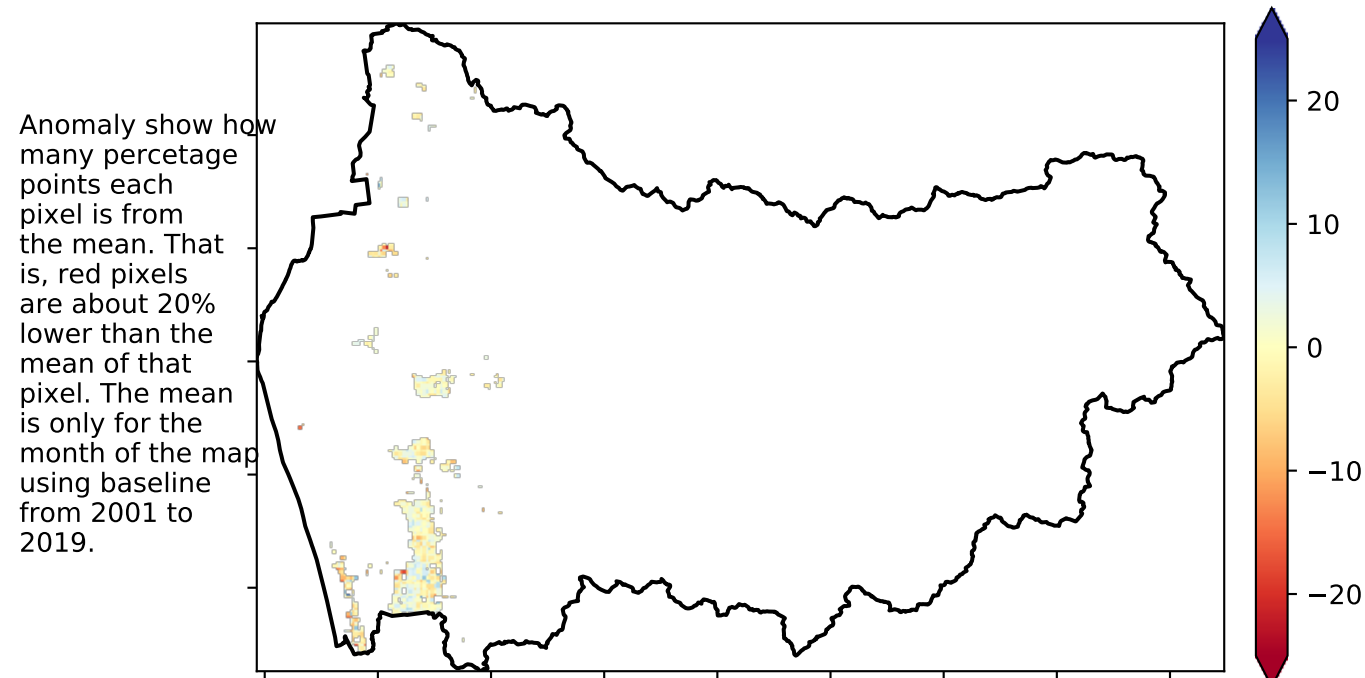 Anomaly show how
many percetage
points each
pixel is from
the mean. That
is, red pixels
are about 20%
lower than the
mean of that
pixel. The mean
is only for the
month of the map
using baseline
from 2001 to
2019.
20
10
0
−10
−20